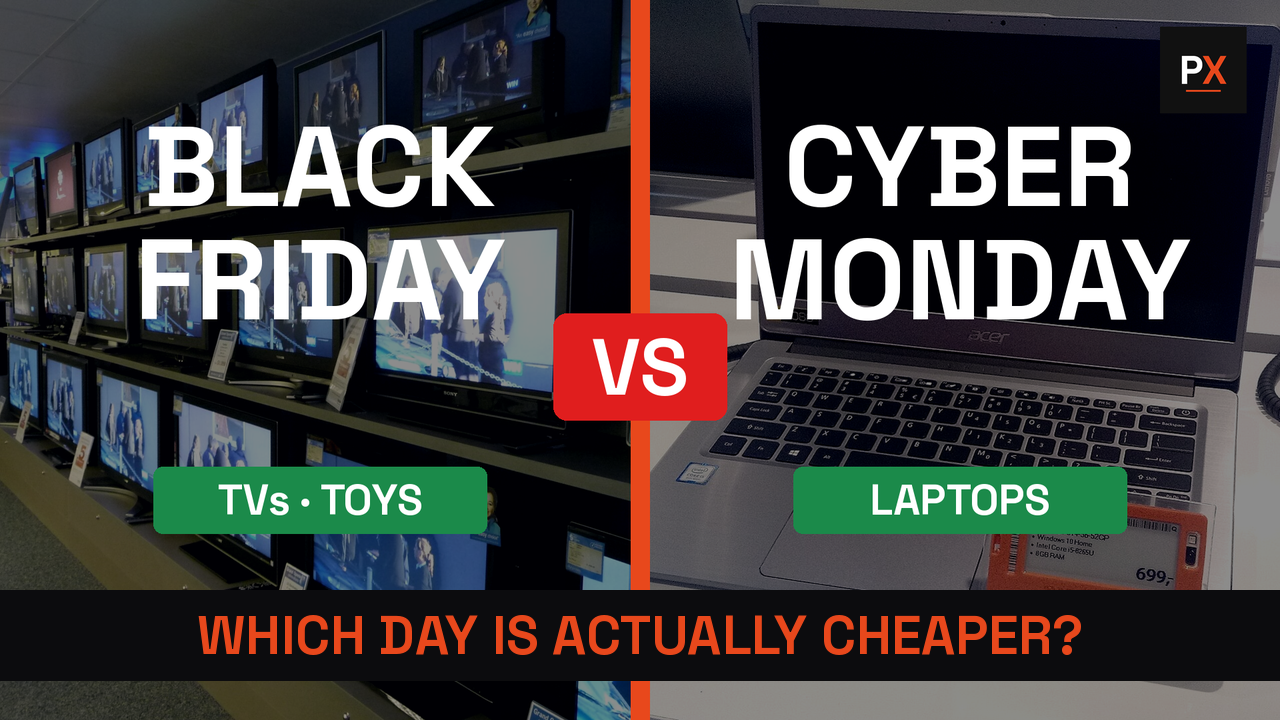 BLACK
FRIDAY
CYBER
MONDAY
PX
VS
TVs • TOYS
LAPTOPS
WHICH DAY IS ACTUALLY CHEAPER?
acer
SONY
• Windows 10 Home
• Intel Core i5-8265U
• 8GB RAM
699,-